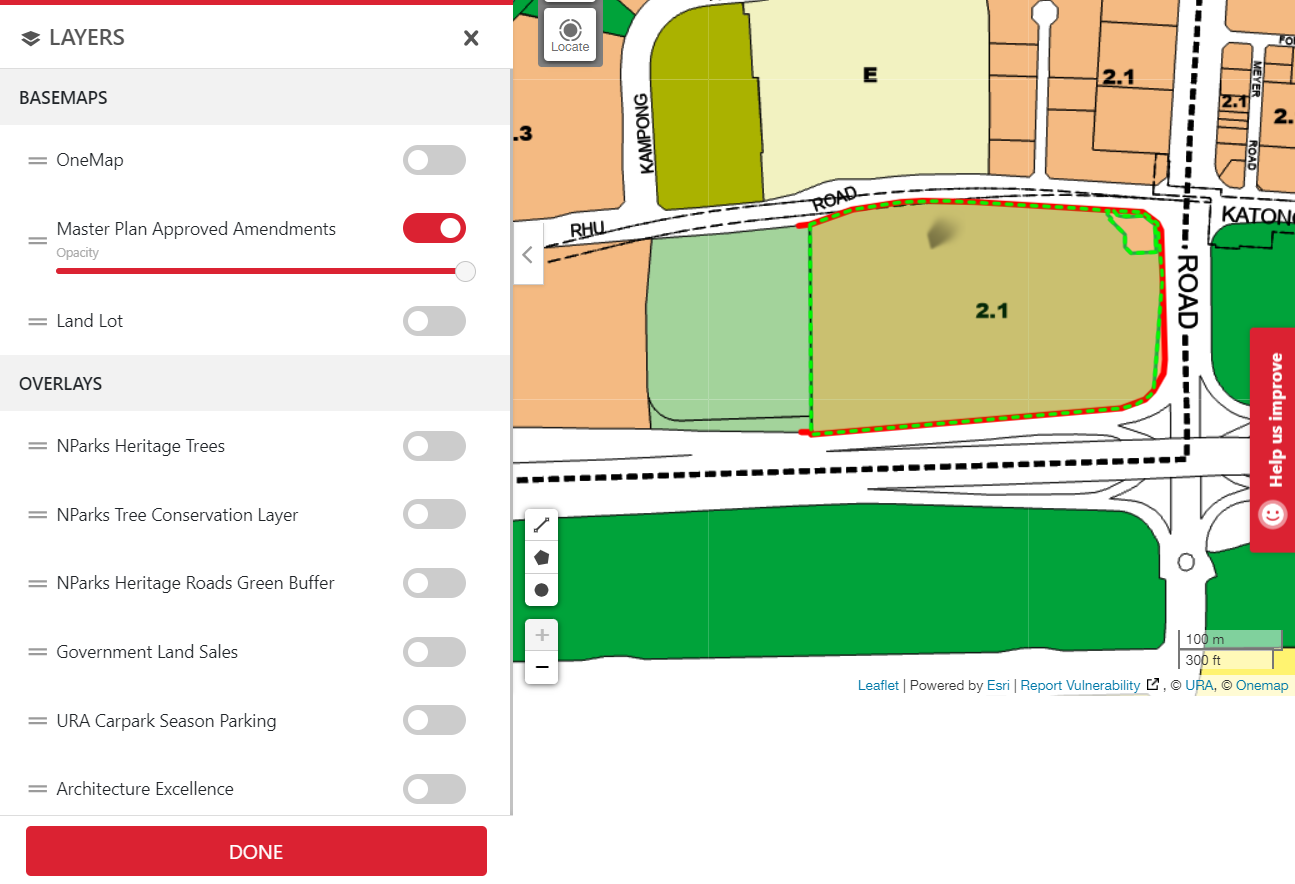 LAYERS
BASEMAPS
OneMap
Master Plan Approved Amendments
Opacity
Land Lot
OVERLAYS
NParks Heritage Trees
NParks Tree Conservation Layer
NParks Heritage Roads Green Buffer
Government Land Sales
URA Carpark Season Parking
Architecture Excellence
DONE
Locate
E
2.1
.3
KAMPONG
2.1
2.
MEYER
ROAD
RHU
ROAD
KATONG
ROAD
2.1
Help us improve
100 m
300 ft
Leaflet | Powered by Esri | Report Vulnerability , © URA, © Onemap